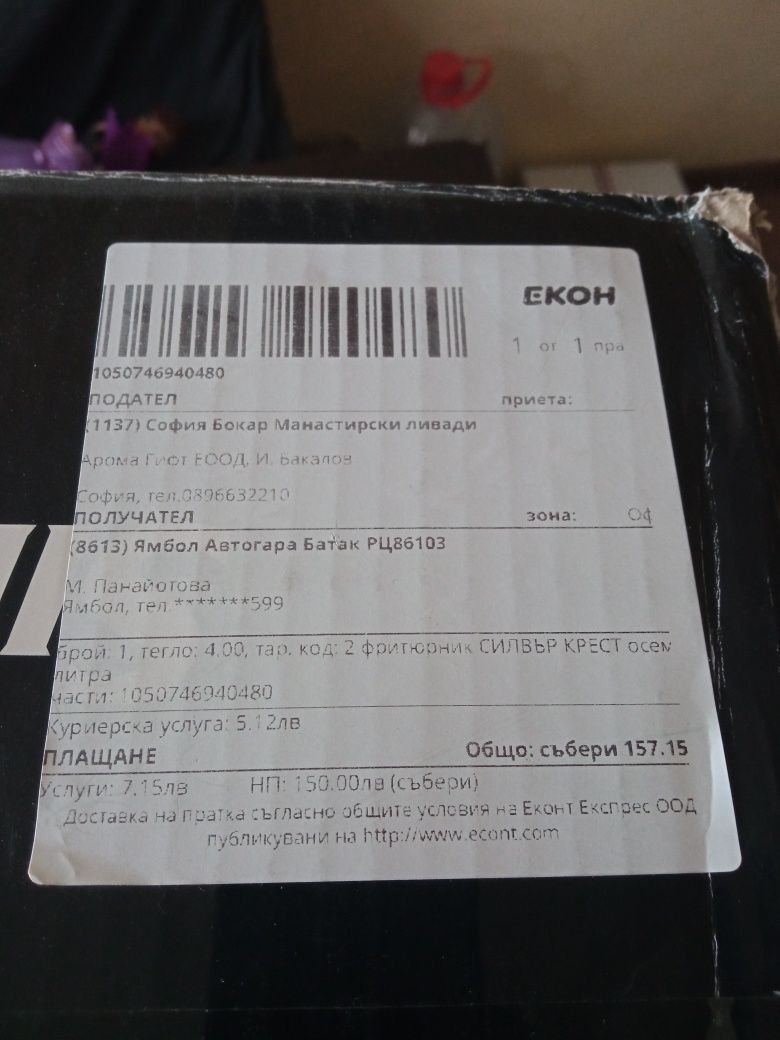 ЕКОН
1 от 1 пра
1050746940480
ПОДАТЕЛ приета:
(1137) София Бокар Манастирски ливади
Арома Гифт ЕООД, И. Бакалов
София, тел.0896632210
ПОЛУЧАТЕЛ зона: Оф
(8613) Ямбол Автогара Батак РЦ86103
М. Панайотова
Ямбол, тел.*******599
брой: 1, тегло: 4.00, тар. код: 2 фритюрник СИЛВЪР КРЕСТ осем
литра
части: 1050746940480
Куриерска услуга: 5.12лв
ПЛАЩАНЕ Общо: събери 157.15
Услуги: 7.15лв НП: 150.00лв (събери)
Доставка на пратка съгласно общите условия на Еконт Експрес ООД
публикувани на http://www.econt.com